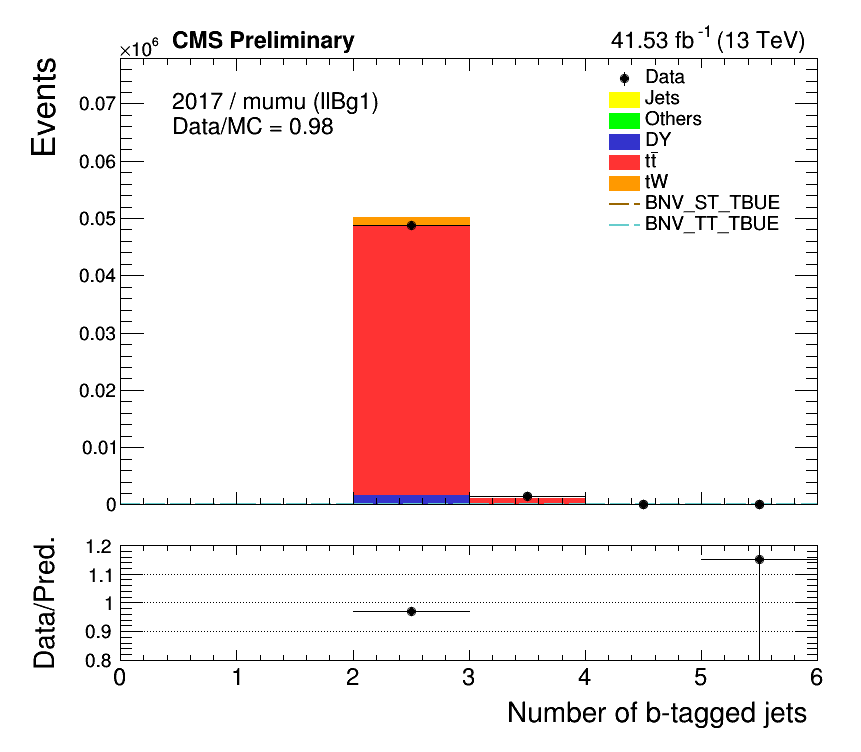 ×10⁶ CMS Preliminary 41.53 fb⁻¹ (13 TeV)
Events
2017 / mumu (llBg1)
Data/MC = 0.98
Data
Jets
Others
DY
tt̄
tW
BNV_ST_TBUE
BNV_TT_TBUE
0.07
0.06
0.05
0.04
0.03
0.02
0.01
0
Data/Pred.
1.2
1.1
1
0.9
0.8
0 1 2 3 4 5 6
Number of b-tagged jets